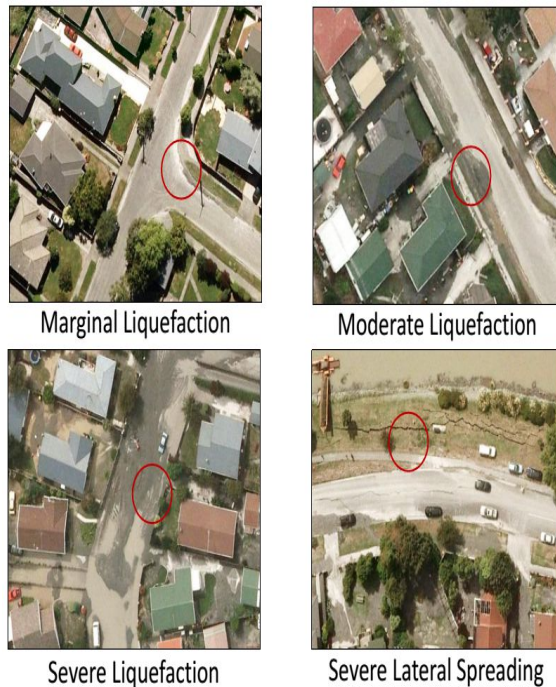 Marginal Liquefaction
Moderate Liquefaction
Severe Liquefaction
Severe Lateral Spreading